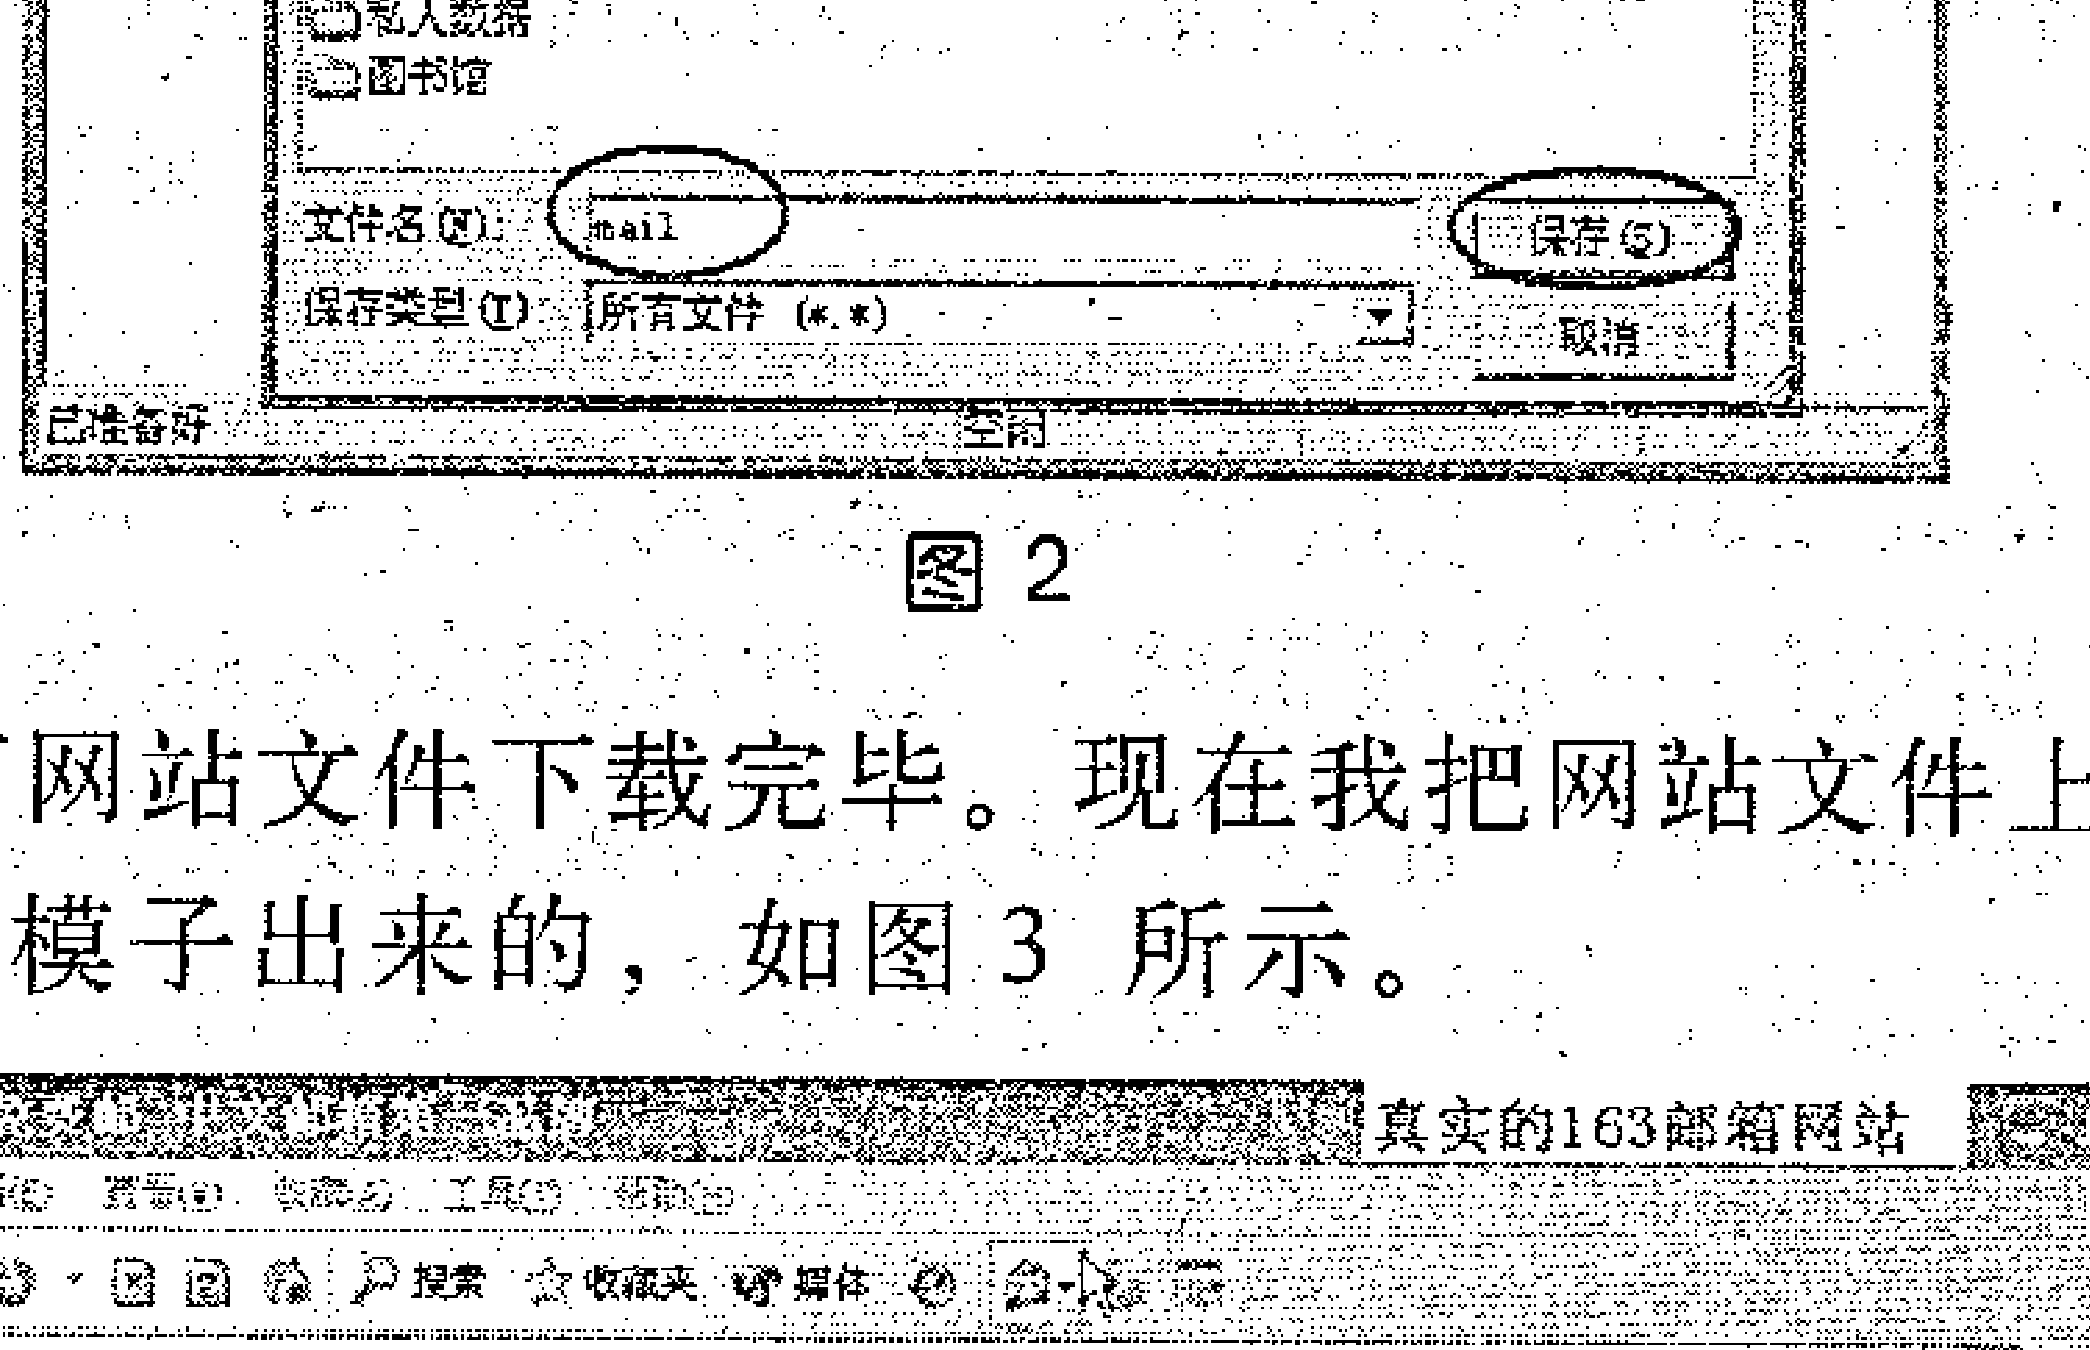 私人数据
图书馆
文件名(N):
mail
保存(S)
保存类型(T):
所有文件 (*.*)
取消
已准备好
空闲
图 2
网站文件下载完毕。现在我把网站文件上
模子出来的，如图 3 所示。
真实的163邮箱网站
工具(T)
搜索 收藏夹 媒体